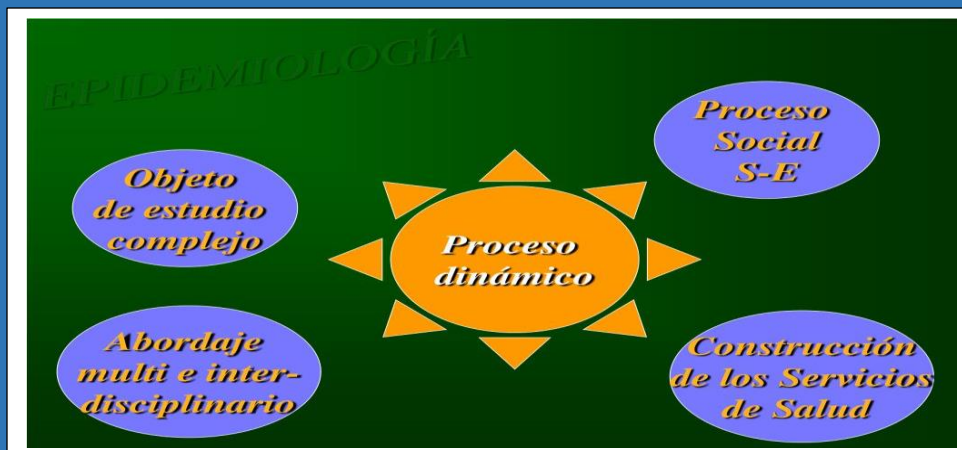 EPIDEMIOLOGÍA
Objeto
de estudio
complejo
Abordaje
multi e inter-
disciplinario
Proceso
dinámico
Proceso
Social
S-E
Construcción
de los Servicios
de Salud